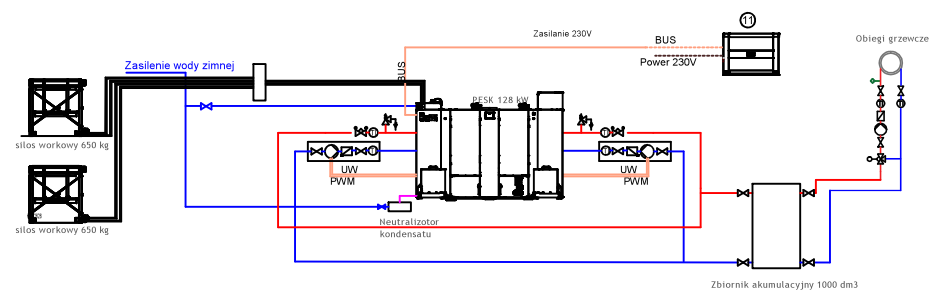 11
Zasilanie 230V
BUS
Obiegi grzewcze
Power 230V
Zasilenie wody zimnej
BUS
PESK 128 kW
silos workowy 650 kg
UW
PWM
UW
PWM
silos workowy 650 kg
Neutralizotor
kondensatu
Zbiornik akumulacyjny 1000 dm3